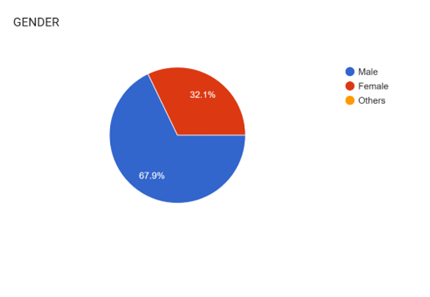 GENDER
Male
Female
Others
32.1%
67.9%